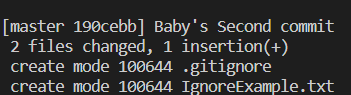 [master 190cebb] Baby's Second commit
2 files changed, 1 insertion(+)
create mode 100644 .gitignore
create mode 100644 IgnoreExample.txt